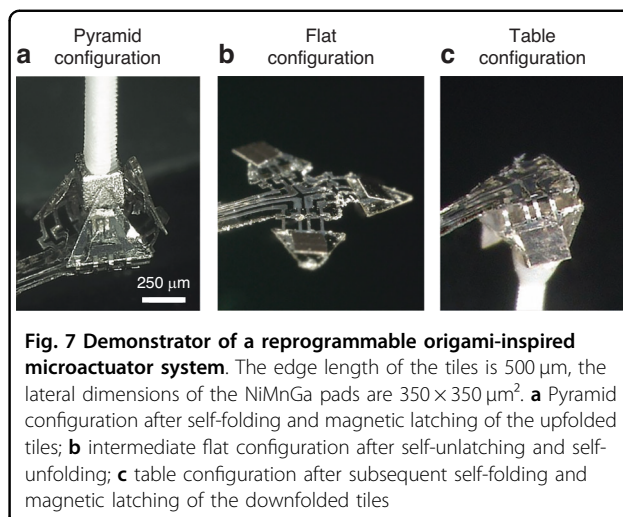 a
Pyramid
configuration
b
Flat
configuration
c
Table
configuration
250 µm
Fig. 7 Demonstrator of a reprogrammable origami-inspired
microactuator system. The edge length of the tiles is 500 µm, the
lateral dimensions of the NiMnGa pads are 350 × 350 µm². a Pyramid
configuration after self-folding and magnetic latching of the upfolded
tiles; b intermediate flat configuration after self-unlatching and self-
unfolding; c table configuration after subsequent self-folding and
magnetic latching of the downfolded tiles